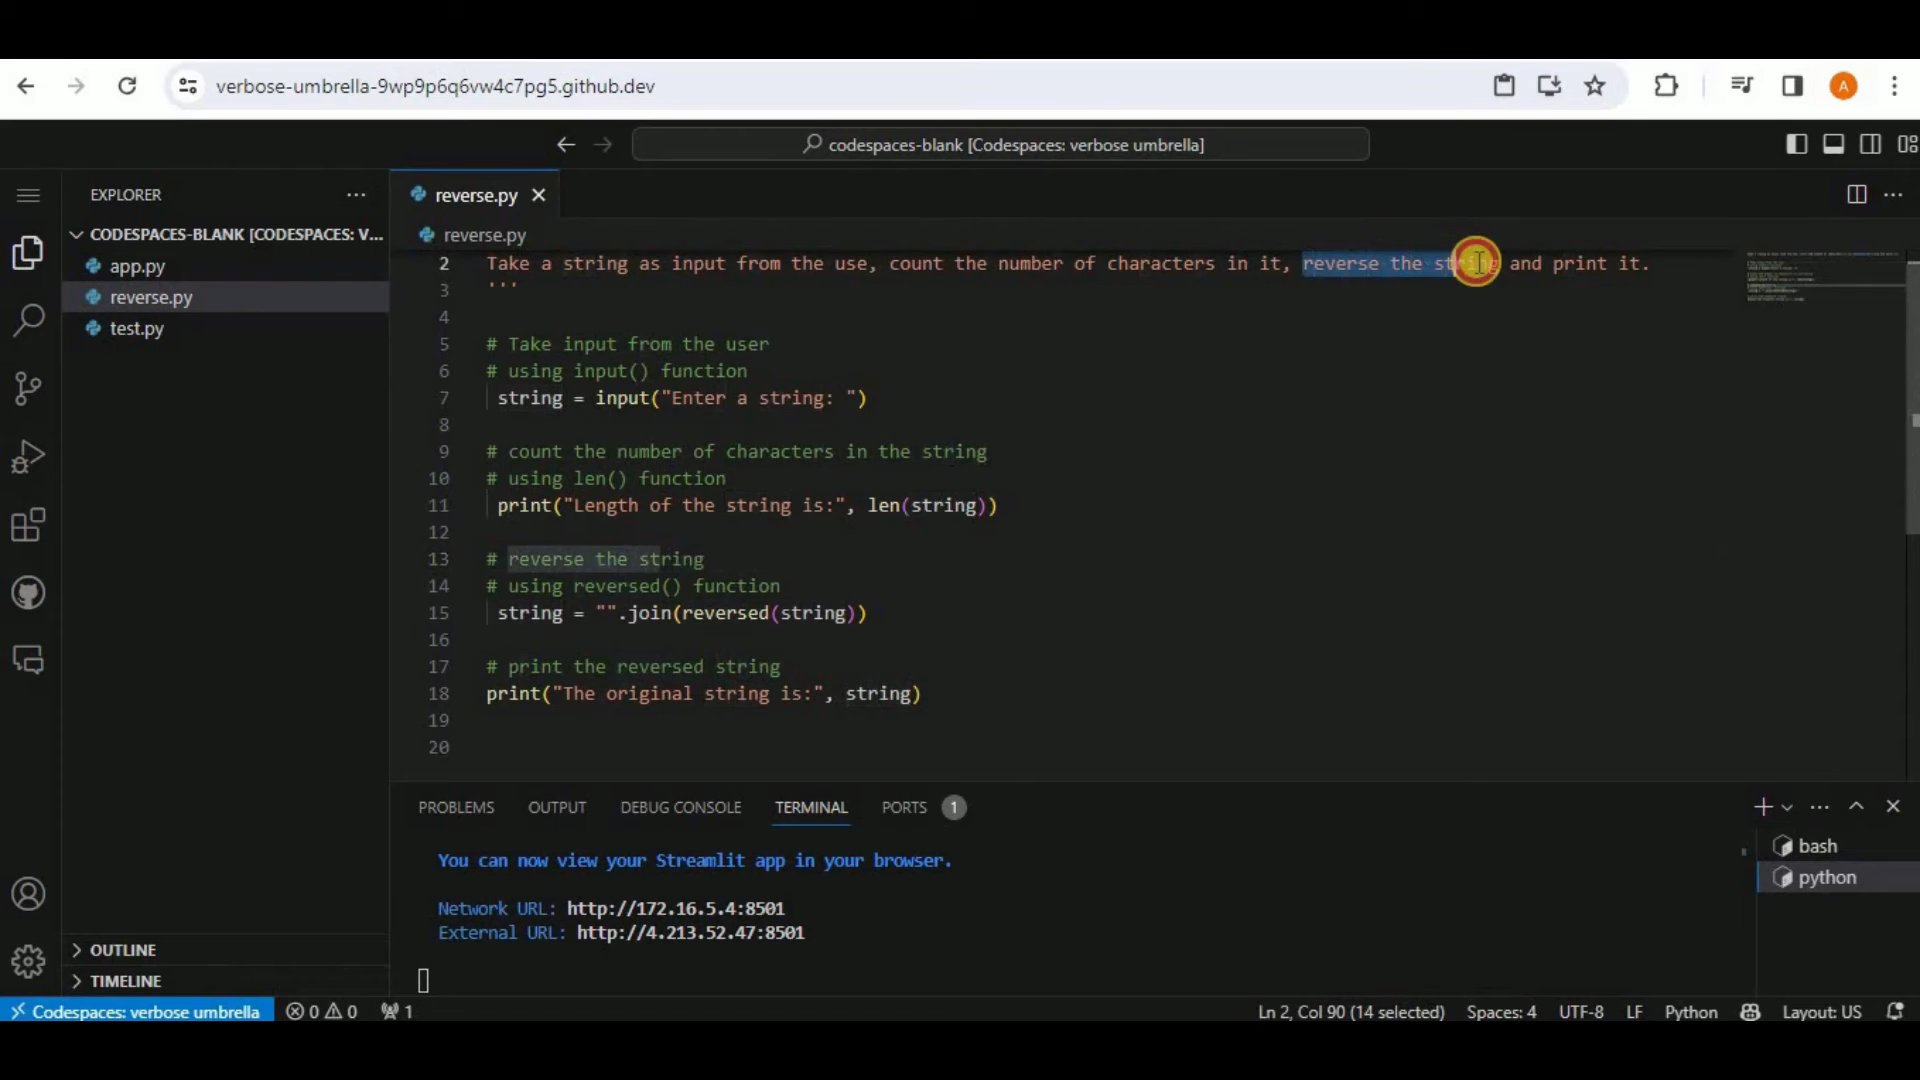 verbose-umbrella-9wp9p6q6vw4c7pg5.github.dev
A
codespaces-blank [Codespaces: verbose umbrella]
EXPLORER
reverse.py
CODESPACES-BLANK [CODESPACES: V...
app.py
reverse.py
test.py
reverse.py
2 Take a string as input from the use, count the number of characters in it, reverse the string and print it.
3 '''
4
5 # Take input from the user
6 # using input() function
7 string = input("Enter a string: ")
8
9 # count the number of characters in the string
10 # using len() function
11 print("Length of the string is:", len(string))
12
13 # reverse the string
14 # using reversed() function
15 string = "".join(reversed(string))
16
17 # print the reversed string
18 print("The original string is:", string)
19
20
PROBLEMS OUTPUT DEBUG CONSOLE TERMINAL PORTS 1
You can now view your Streamlit app in your browser.
Network URL: http://172.16.5.4:8501
External URL: http://4.213.52.47:8501
bash
python
OUTLINE
TIMELINE
Codespaces: verbose umbrella 0 0 1 Ln 2, Col 90 (14 selected) Spaces: 4 UTF-8 LF Python Layout: US